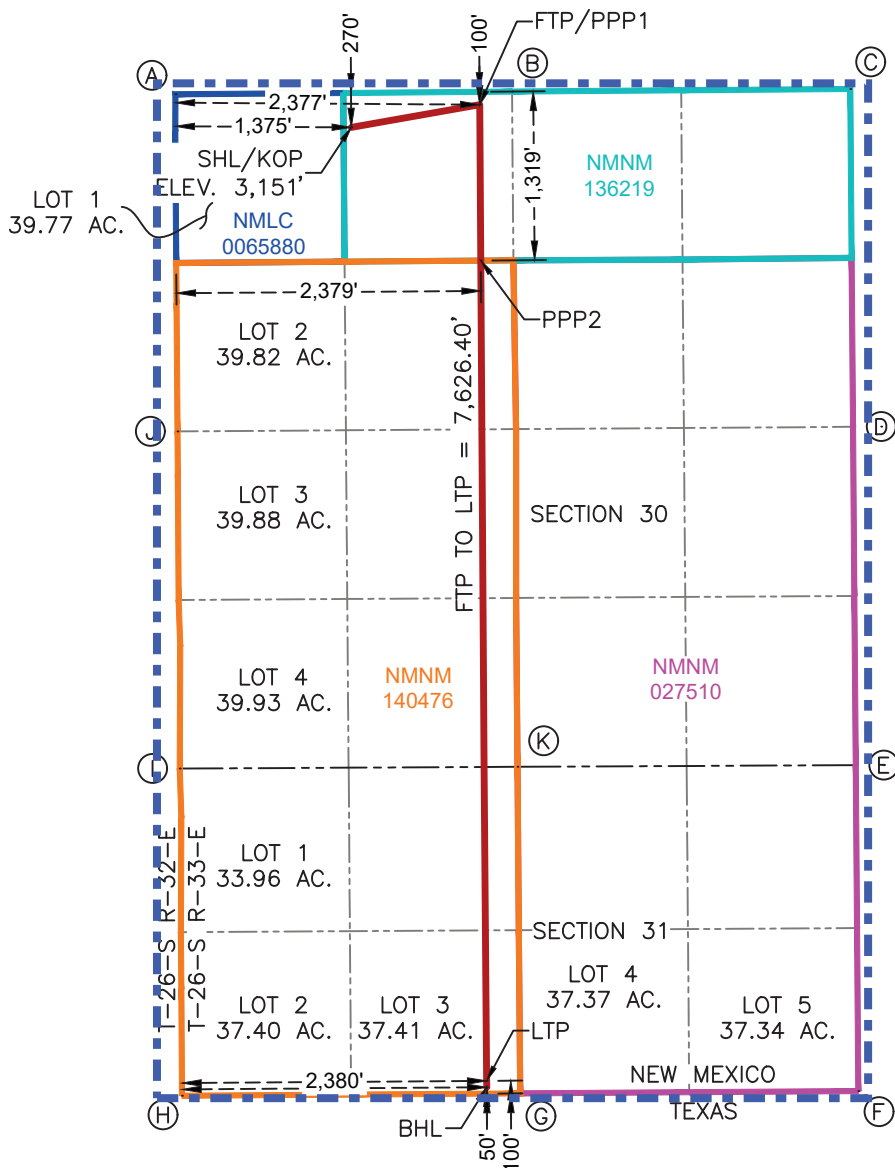 FTP/PPP1
270'
100'
A
B
C
2,377'
1,375'
SHL/KOP
ELEV. 3,151'
LOT 1
39.77 AC.
NMLC
0065880
1,319'
NMNM
136219
2,379'
PPP2
LOT 2
39.82 AC.
FTP TO LTP = 7,626.40'
J
D
LOT 3
39.88 AC.
SECTION 30
LOT 4
39.93 AC.
NMNM
140476
NMNM
027510
K
I
E
LOT 1
33.96 AC.
T-26-S R-32-E
T-26-S R-33-E
SECTION 31
LOT 4
37.37 AC.
LOT 2
37.40 AC.
LOT 3
37.41 AC.
LOT 5
37.34 AC.
LTP
2,380'
NEW MEXICO
TEXAS
H
G
F
BHL
50'
100'